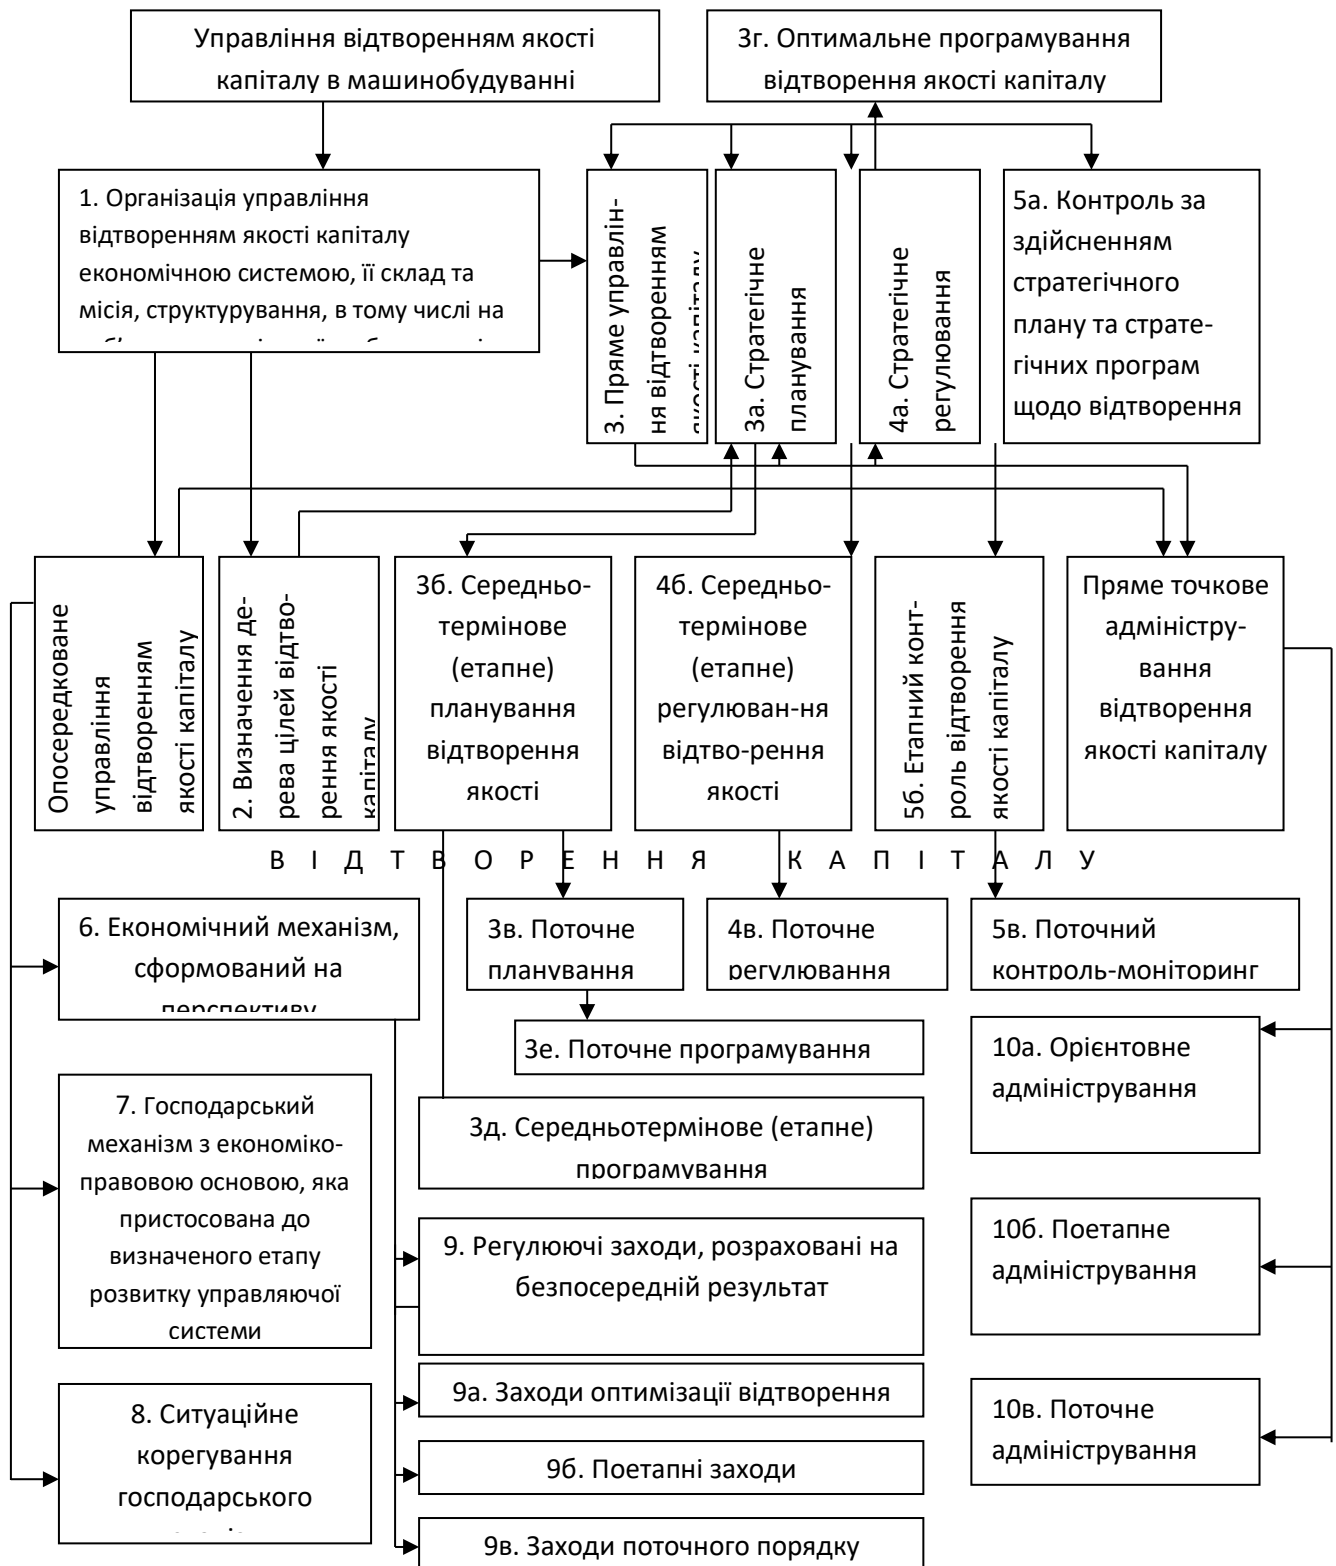 Управління відтворенням якості
капіталу в машинобудуванні
3г. Оптимальне програмування
відтворення якості капіталу
1. Організація управління
відтворенням якості капіталу
економічною системою, її склад та
місія, структурування, в тому числі на
3. Пряме управлін-
ня відтворенням
якості капіталу
3а. Стратегічне
планування
4а. Стратегічне
регулювання
5а. Контроль за
здійсненням
стратегічного
плану та страте-
гічних програм
щодо відтворення
Опосередковане
управління
відтворенням
якості капіталу
2. Визначення де-
рева цілей відтво-
рення якості
капіталу
3б. Середньо-
термінове
(етапне)
планування
відтворення
якості
4б. Середньо-
термінове
(етапне)
регулюван-ня
відтво-рення
якості
5б. Етапний конт-
роль відтворення
якості капіталу
Пряме точкове
адміністру-
вання
відтворення
якості капіталу
В І Д Т В О Р Е Н Н Я К А П І Т А Л У
6. Економічний механізм,
сформований на
перспективу
3в. Поточне
планування
4в. Поточне
регулювання
5в. Поточний
контроль-моніторинг
3е. Поточне програмування
10а. Орієнтовне
адміністрування
7. Господарський
механізм з економіко-
правовою основою, яка
пристосована до
визначеного етапу
розвитку управляючої
системи
3д. Середньотермінове (етапне)
програмування
9. Регулюючі заходи, розраховані на
безпосередній результат
10б. Поетапне
адміністрування
9а. Заходи оптимізації відтворення
8. Ситуаційне
корегування
господарського
10в. Поточне
адміністрування
9б. Поетапні заходи
9в. Заходи поточного порядку